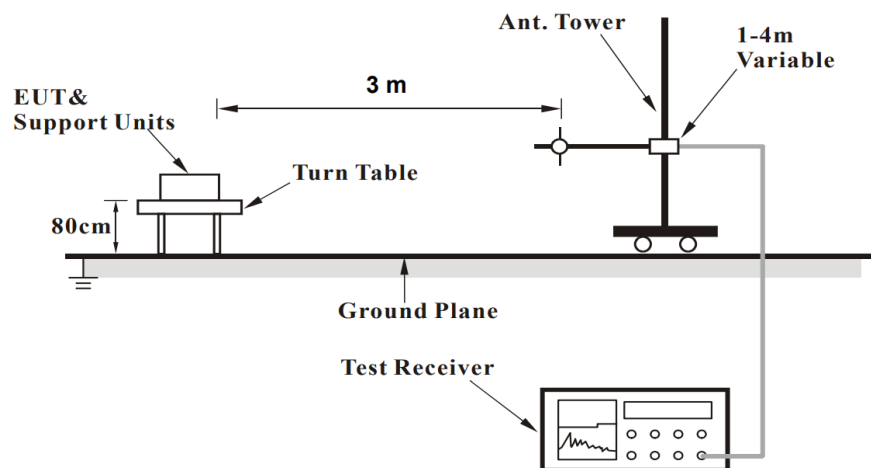 Ant. Tower
1-4m
Variable
3 m
EUT&
Support Units
Turn Table
80cm
Ground Plane
Test Receiver